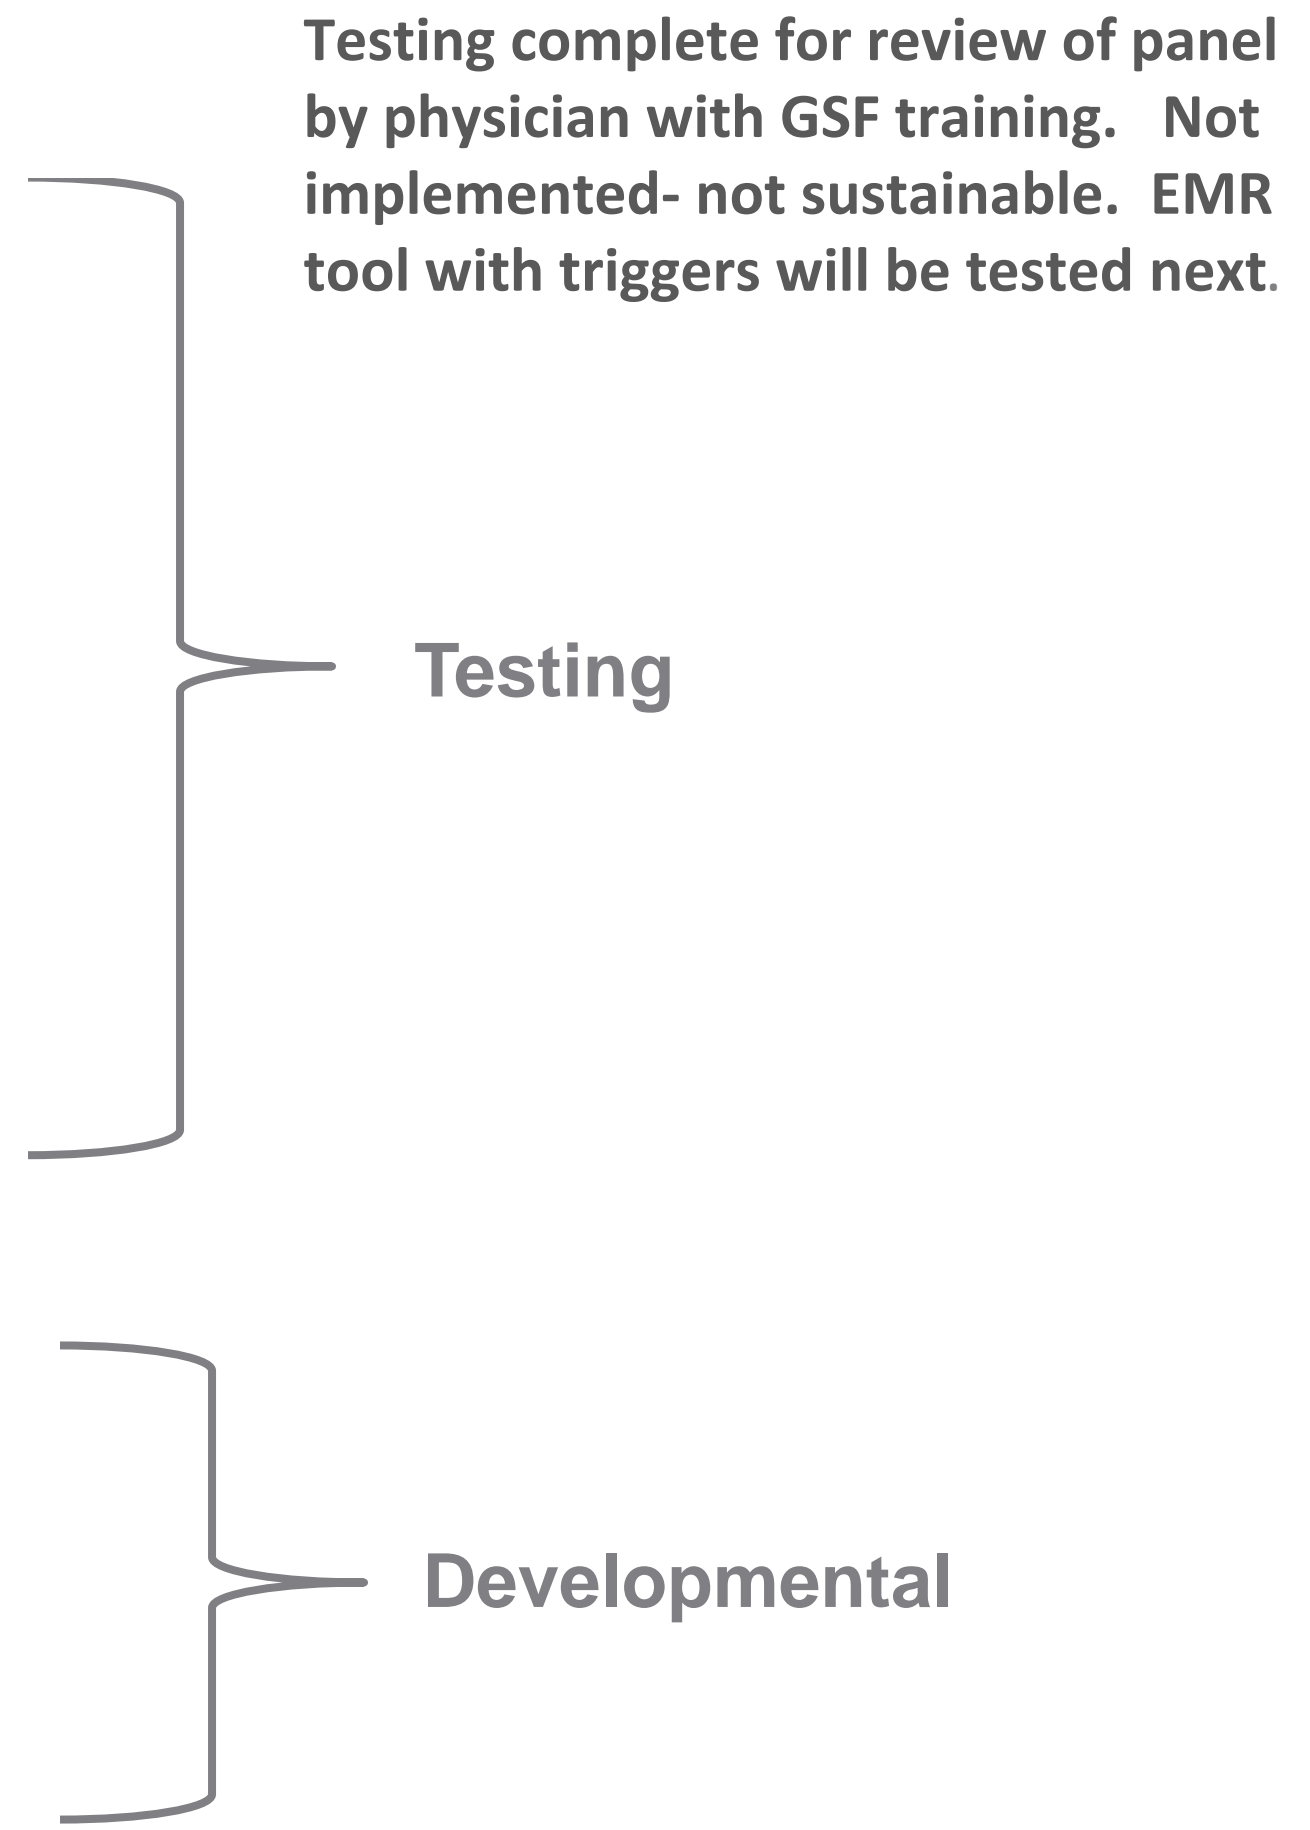 Testing complete for review of panel
by physician with GSF training.   Not
implemented- not sustainable.  EMR
tool with triggers will be tested next.
Testing
Developmental